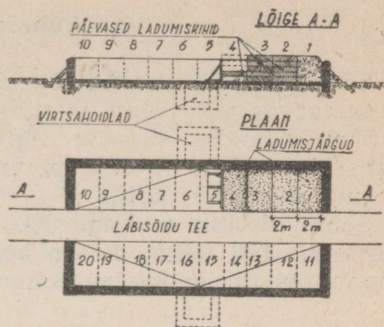 LÕIGE A-A
PÄEVASED LADUMISKIHID
10 9 8 7 6 5 4 3 2 1
VIRTSAHOIDLAD
PLAAN
LADUMISJÄRGUD
A A
10 9 8 7 6 5 4 3 2 1
2m 2m
LÄBISÕIDU TEE
20 19 18 17 16 15 14 13 12 11